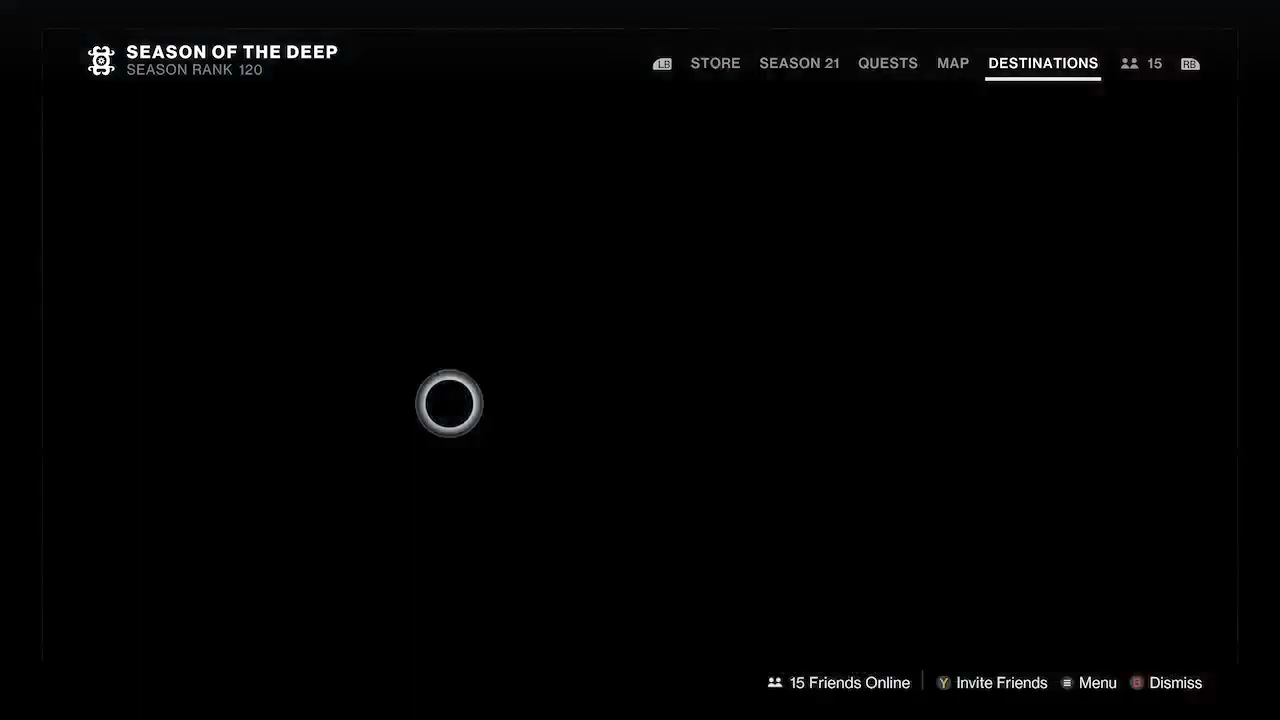 SEASON OF THE DEEP
SEASON RANK 120
LB STORE SEASON 21 QUESTS MAP DESTINATIONS 15 RB
15 Friends Online Y Invite Friends Menu B Dismiss